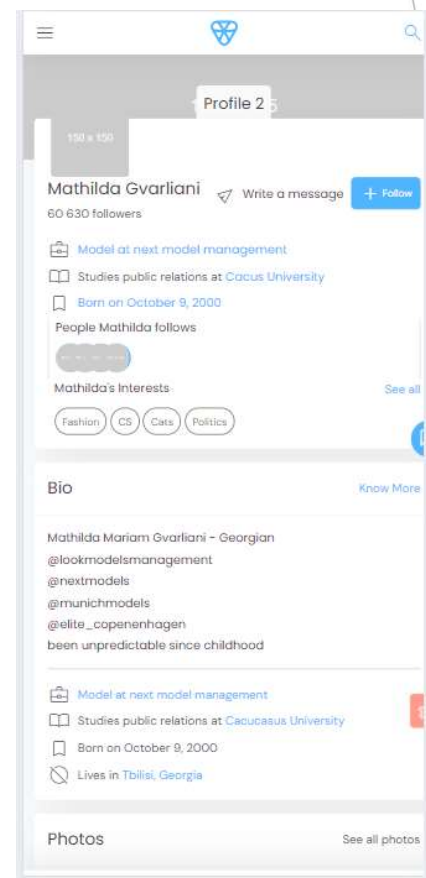 Profile 2
150 x 150
Mathilda Gvarliani
Write a message
+ Follow
60 630 followers
Model at next model management
Studies public relations at Cacus University
Born on October 9, 2000
People Mathilda follows
Mathilda's Interests
See all
Fashion
CS
Cats
Politics
Bio
Know More
Mathilda Mariam Gvarliani - Georgian
@lookmodelsmanagement
@nextmodels
@munichmodels
@elite_copenenhagen
been unpredictable since childhood
Model at next model management
Studies public relations at Cacucasus University
Born on October 9, 2000
Lives in Tbilisi, Georgia
Photos
See all photos